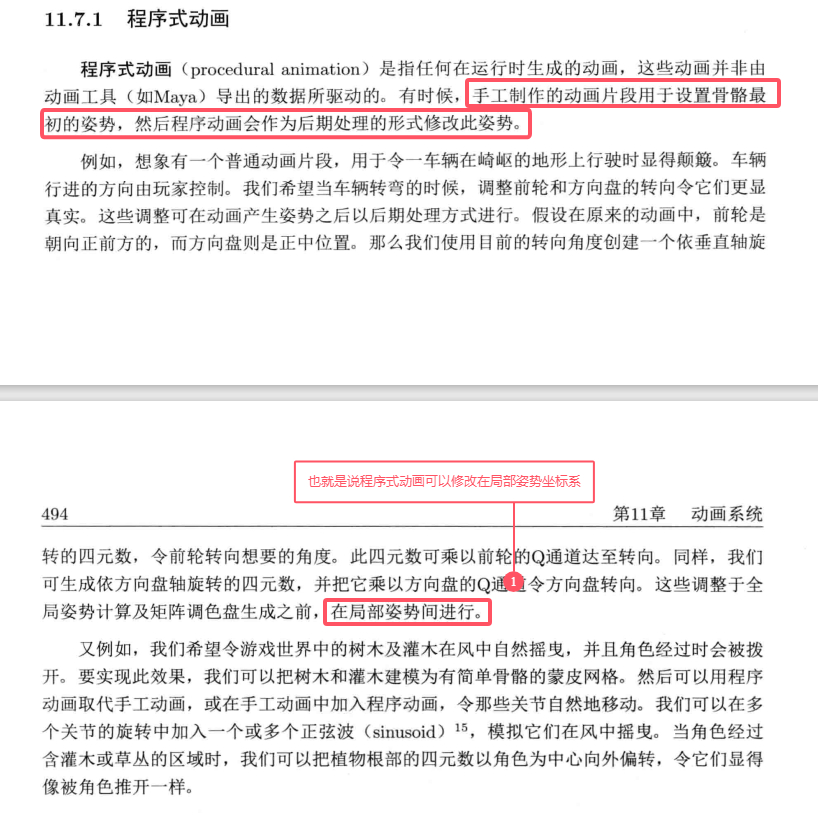 11.7.1 程序式动画
程序式动画（procedural animation）是指任何在运行时生成的动画，这些动画并非由
动画工具（如Maya）导出的数据所驱动的。有时候，手工制作的动画片段用于设置骨骼最
初的姿势，然后程序动画会作为后期处理的形式修改此姿势。
例如，想象有一个普通动画片段，用于令一车辆在崎岖的地形上行驶时显得颠簸。车辆
行进的方向由玩家控制。我们希望当车辆转弯的时候，调整前轮和方向盘的转向令它们更显
真实。这些调整可在动画产生姿势之后以后期处理方式进行。假设在原来的动画中，前轮是
朝向正前方的，而方向盘则是正中位置。那么我们使用目前的转向角度创建一个依垂直轴旋
也就是说程序式动画可以修改在局部姿势坐标系
494 第11章 动画系统
转的四元数，令前轮转向想要的角度。此四元数可乘以前轮的Q通道达至转向。同样，我们
可生成依方向盘轴旋转的四元数，并把它乘以方向盘的Q通道令方向盘转向。这些调整于全
1
局姿势计算及矩阵调色盘生成之前，在局部姿势间进行。
又例如，我们希望令游戏世界中的树木及灌木在风中自然摇曳，并且角色经过时会被拨
开。要实现此效果，我们可以把树木和灌木建模为有简单骨骼的蒙皮网格。然后可以用程序
动画取代手工动画，或在手工动画中加入程序动画，令那些关节自然地移动。我们可以在多
个关节的旋转中加入一个或多个正弦波（sinusoid）15，模拟它们在风中摇曳。当角色经过
含灌木或草丛的区域时，我们可以把植物根部的四元数以角色为中心向外偏转，令它们显得
像被角色推开一样。